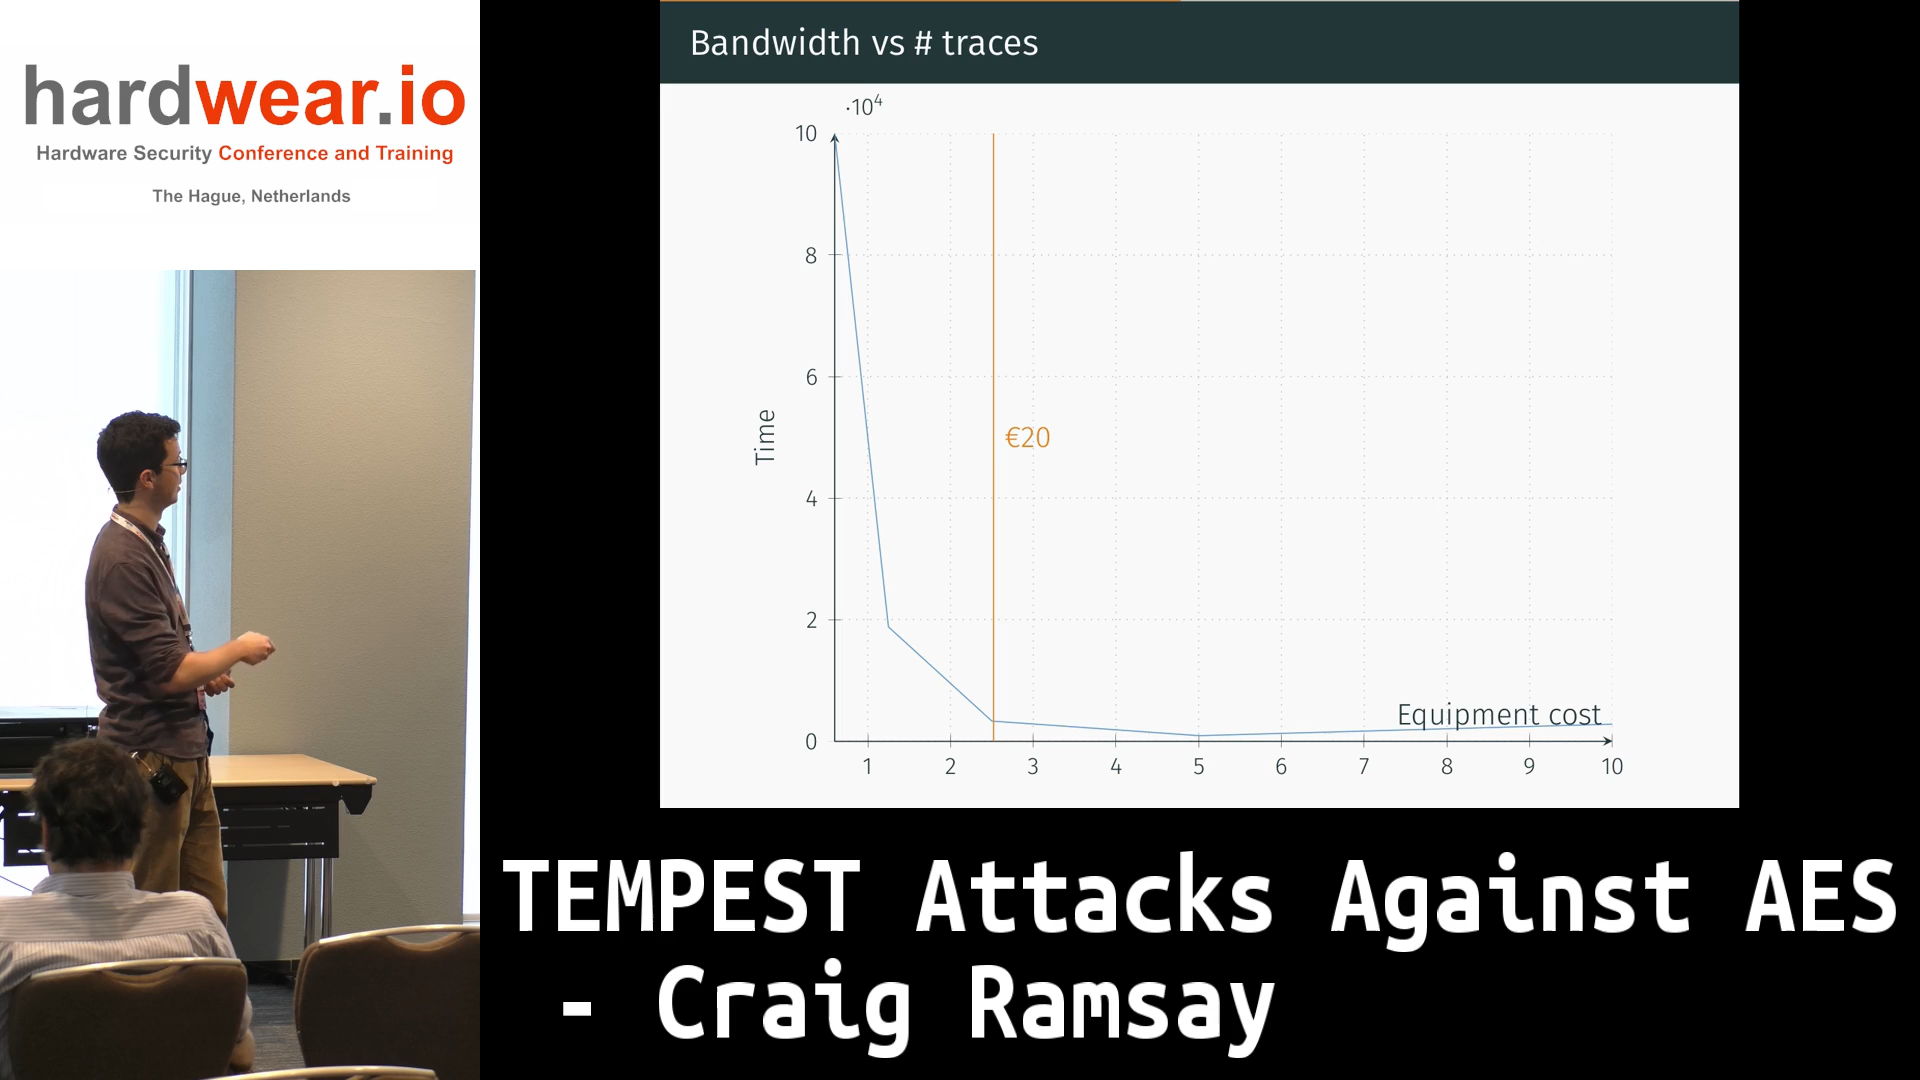 hardwear.io
Hardware Security Conference and Training
The Hague, Netherlands
Bandwidth vs # traces
·10⁴
10
8
6
4
2
0
Time
€20
Equipment cost
1 2 3 4 5 6 7 8 9 10
TEMPEST Attacks Against AES
- Craig Ramsay